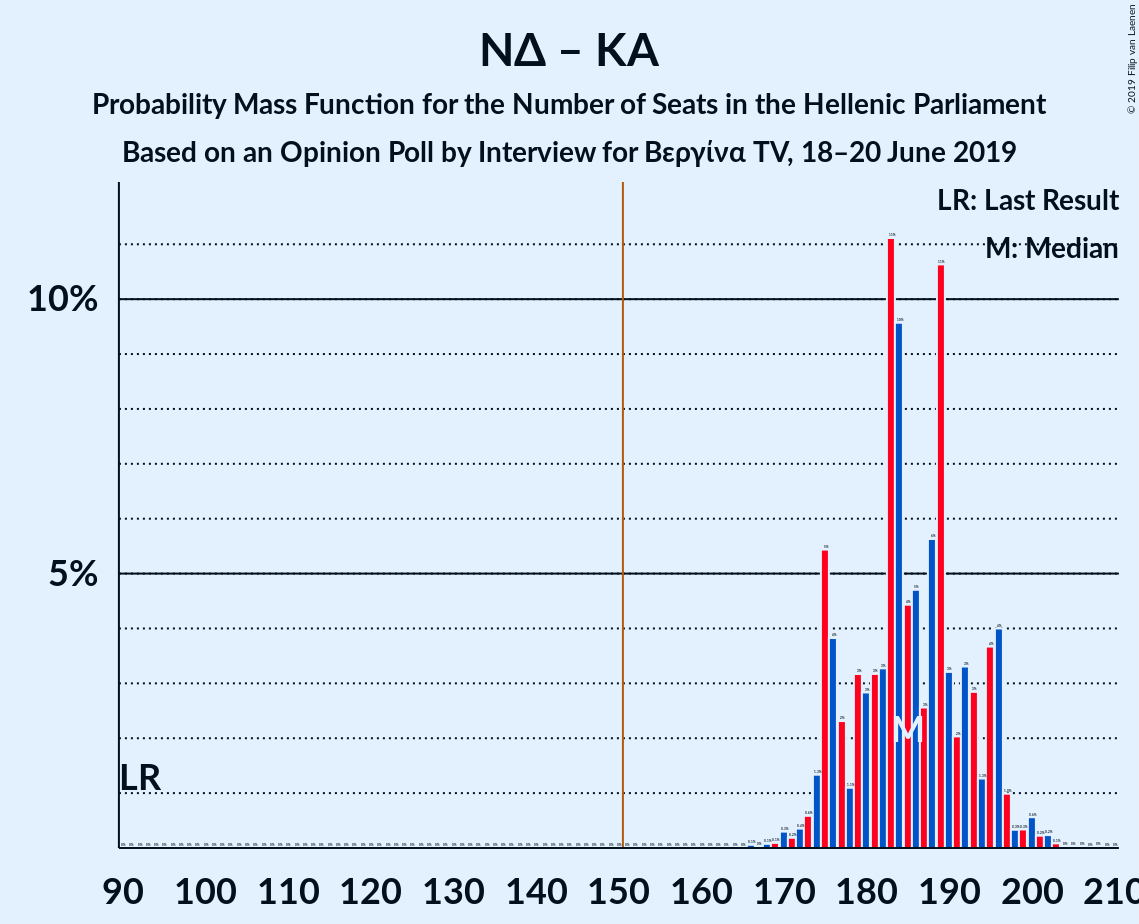 © 2019 Filip van Laenen
ΝΔ – ΚΑ
Probability Mass Function for the Number of Seats in the Hellenic Parliament
Based on an Opinion Poll by Interview for Βεργίνα TV, 18–20 June 2019
LR: Last Result
M: Median
10%
5%
LR
M
90 100 110 120 130 140 150 160 170 180 190 200 210